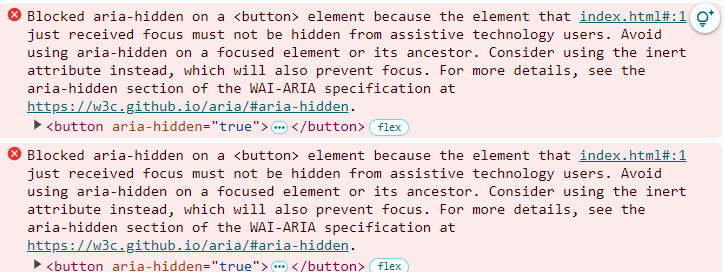 Blocked aria-hidden on a <button> element because the element that index.html#:1
just received focus must not be hidden from assistive technology users. Avoid
using aria-hidden on a focused element or its ancestor. Consider using the inert
attribute instead, which will also prevent focus. For more details, see the
aria-hidden section of the WAI-ARIA specification at
https://w3c.github.io/aria/#aria-hidden.
<button aria-hidden="true">…</button> flex
Blocked aria-hidden on a <button> element because the element that index.html#:1
just received focus must not be hidden from assistive technology users. Avoid
using aria-hidden on a focused element or its ancestor. Consider using the inert
attribute instead, which will also prevent focus. For more details, see the
aria-hidden section of the WAI-ARIA specification at
https://w3c.github.io/aria/#aria-hidden.
<button aria-hidden="true">…</button> flex